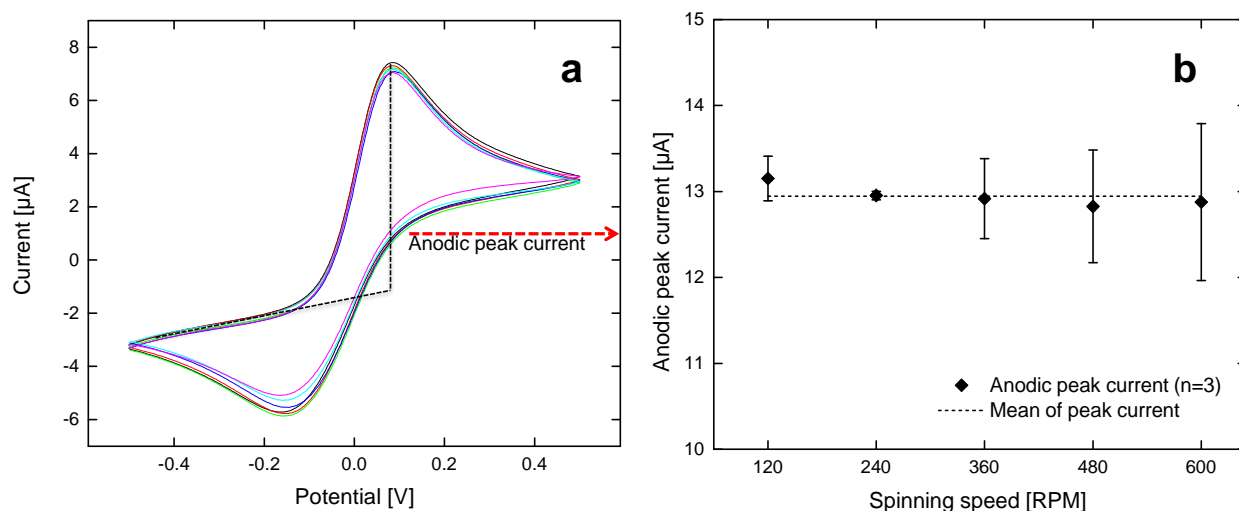 a
8
6
4
2
0
-2
-4
-6
Current [µA]
Anodic peak current
-0.4
-0.2
0.0
0.2
0.4
Potential [V]
b
15
14
13
12
11
10
Anodic peak current [µA]
Anodic peak current (n=3)
Mean of peak current
120
240
360
480
600
Spinning speed [RPM]